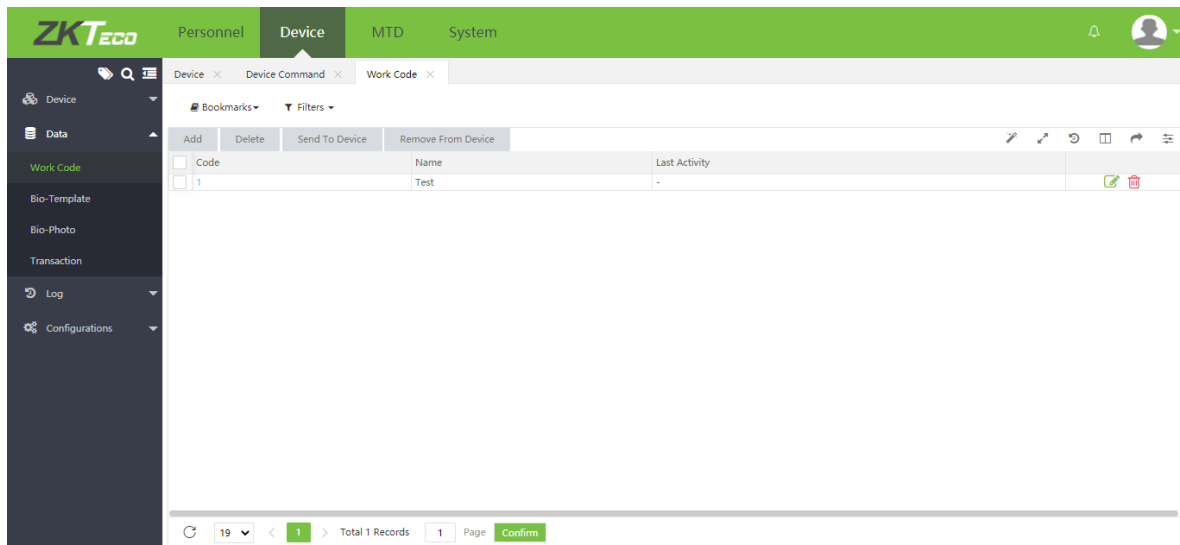 ZKTeco Personnel Device MTD System
Device Device Command Work Code
Device
Bookmarks Filters
Data
Add Delete Send To Device Remove From Device
Code Name Last Activity
Work Code
1 Test -
Bio-Template
Bio-Photo
Transaction
Log
Configurations
19 1 Total 1 Records 1 Page Confirm